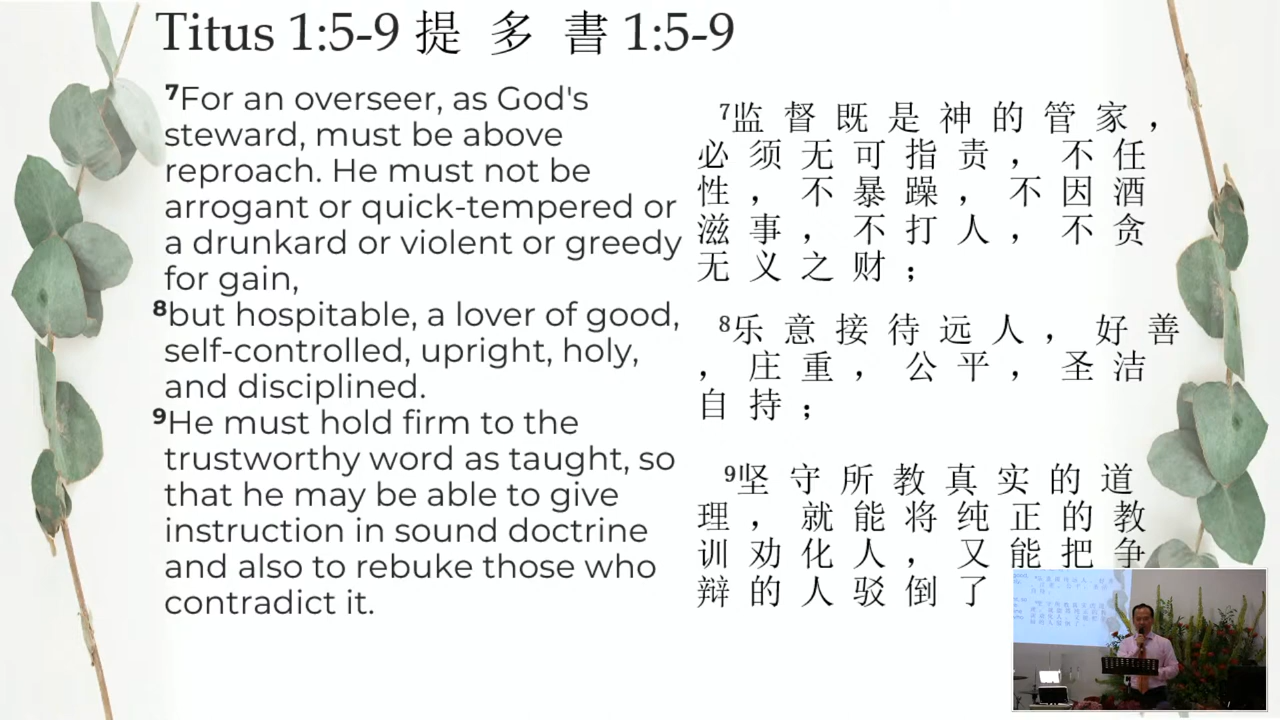 Titus 1:5-9 提 多 書 1:5-9
⁷For an overseer, as God's
steward, must be above
reproach. He must not be
arrogant or quick-tempered or
a drunkard or violent or greedy
for gain,
⁸but hospitable, a lover of good,
self-controlled, upright, holy,
and disciplined.
⁹He must hold firm to the
trustworthy word as taught, so
that he may be able to give
instruction in sound doctrine
and also to rebuke those who
contradict it.
⁷监 督 既 是 神 的 管 家 ，
必 须 无 可 指 责 ， 不 任
性 ， 不 暴 躁 ， 不 因 酒
滋 事 ， 不 打 人 ， 不 贪
无 义 之 财 ；
⁸乐 意 接 待 远 人 ， 好 善
， 庄 重 ， 公 平 ， 圣 洁
自 持 ；
⁹坚 守 所 教 真 实 的 道
理 ， 就 能 将 纯 正 的 教
训 劝 化 人 ， 又 能 把 争
辩 的 人 驳 倒 了